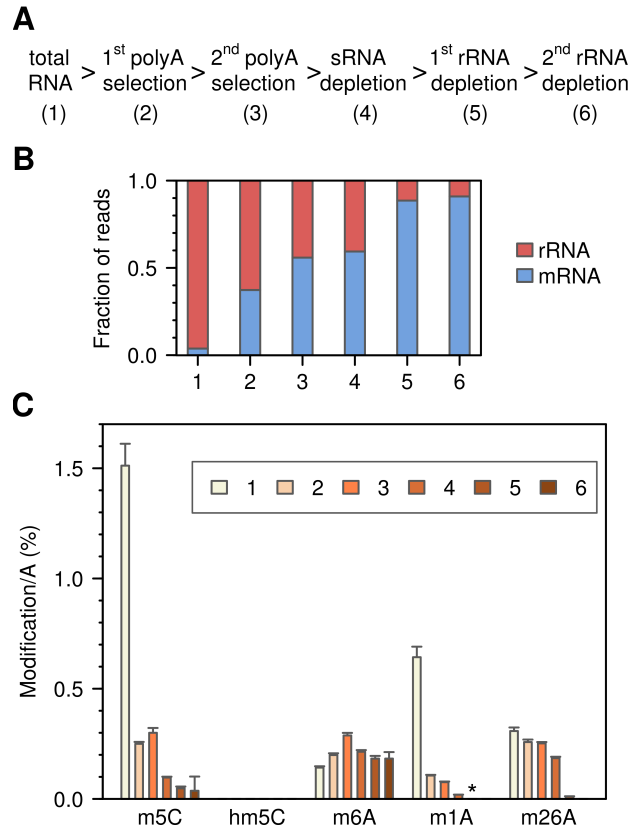 A
total RNA > 1st polyA selection > 2nd polyA selection > sRNA depletion > 1st rRNA depletion > 2nd rRNA depletion
(1) (2) (3) (4) (5) (6)
B
Fraction of reads
1.0
0.5
0.0
1 2 3 4 5 6
rRNA
mRNA
C
Modification/A (%)
1.5
1.0
0.5
0.0
1 2 3 4 5 6
*
m5C hm5C m6A m1A m26A